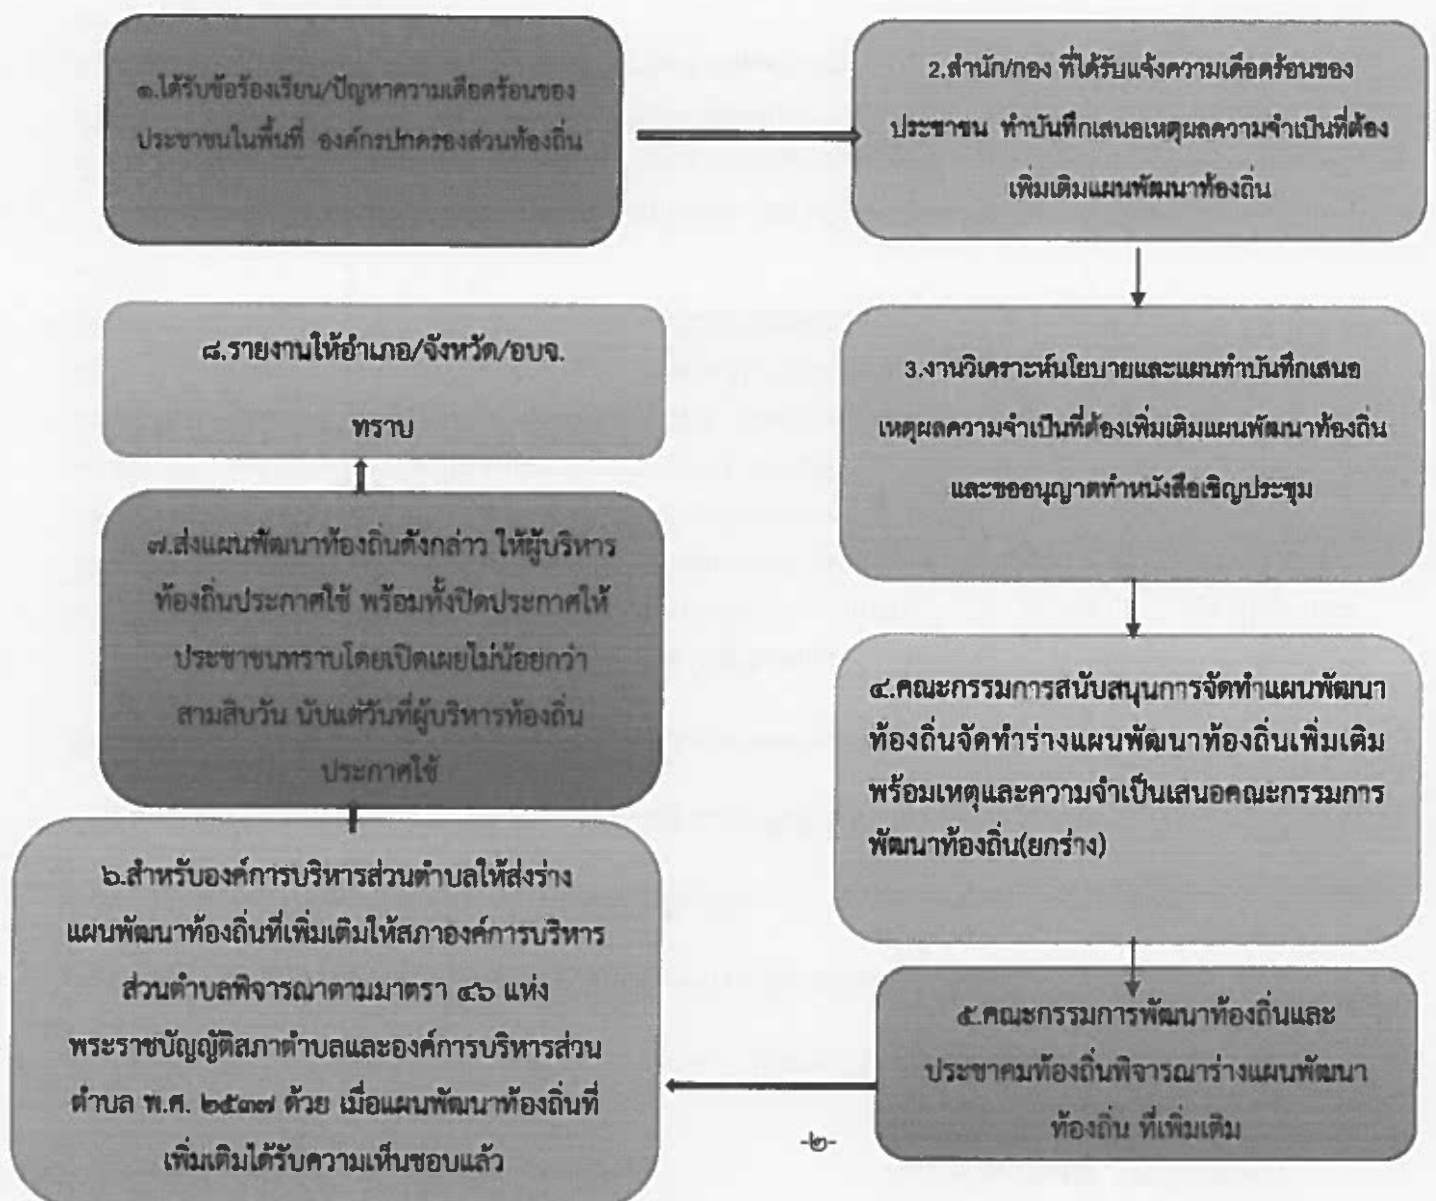 ๑.ได้รับข้อร้องเรียน/ปัญหาความเดือดร้อนของ
ประชาชนในพื้นที่ องค์กรปกครองส่วนท้องถิ่น
2.สำนัก/กอง ที่ได้รับแจ้งความเดือดร้อนของ
ประชาชน ทำบันทึกเสนอเหตุผลความจำเป็นที่ต้อง
เพิ่มเติมแผนพัฒนาท้องถิ่น
3.งานวิเคราะห์นโยบายและแผนทำบันทึกเสนอ
เหตุผลความจำเป็นที่ต้องเพิ่มเติมแผนพัฒนาท้องถิ่น
และขออนุญาตทำหนังสือเชิญประชุม
๔.คณะกรรมการสนับสนุนการจัดทำแผนพัฒนา
ท้องถิ่นจัดทำร่างแผนพัฒนาท้องถิ่นเพิ่มเติม
พร้อมเหตุและความจำเป็นเสนอคณะกรรมการ
พัฒนาท้องถิ่น(ยกร่าง)
๕.คณะกรรมการพัฒนาท้องถิ่นและ
ประชาคมท้องถิ่นพิจารณาร่างแผนพัฒนา
ท้องถิ่น ที่เพิ่มเติม
๖.สำหรับองค์การบริหารส่วนตำบลให้ส่งร่าง
แผนพัฒนาท้องถิ่นที่เพิ่มเติมให้สภาองค์การบริหาร
ส่วนตำบลพิจารณาตามมาตรา ๔๖ แห่ง
พระราชบัญญัติสภาตำบลและองค์การบริหารส่วน
ตำบล พ.ศ. ๒๕๓๗ ด้วย เมื่อแผนพัฒนาท้องถิ่นที่
เพิ่มเติมได้รับความเห็นชอบแล้ว
๗.ส่งแผนพัฒนาท้องถิ่นดังกล่าว ให้ผู้บริหาร
ท้องถิ่นประกาศใช้ พร้อมทั้งปิดประกาศให้
ประชาชนทราบโดยเปิดเผยไม่น้อยกว่า
สามสิบวัน นับแต่วันที่ผู้บริหารท้องถิ่น
ประกาศใช้
๘.รายงานให้อำเภอ/จังหวัด/อบจ.
ทราบ
-๒-